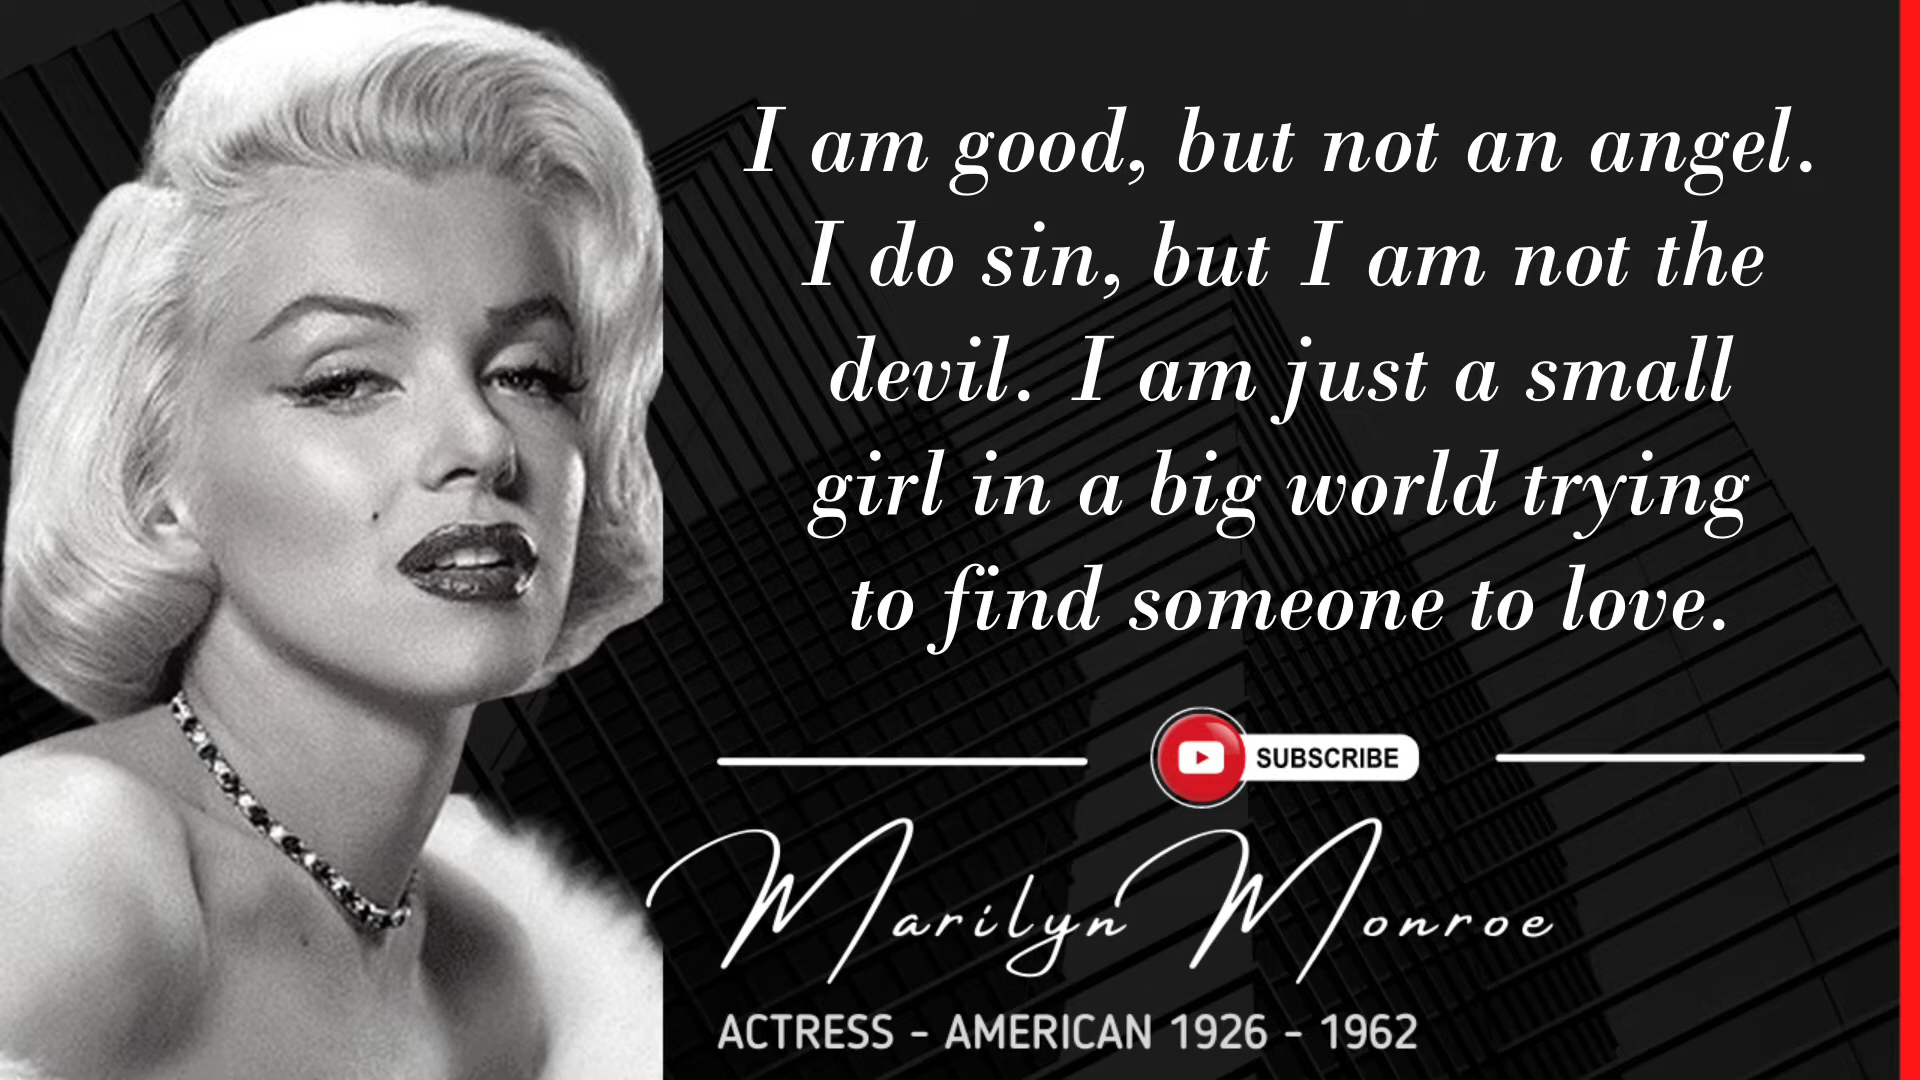 I am good, but not an angel.
I do sin, but I am not the
devil. I am just a small
girl in a big world trying
to find someone to love.
SUBSCRIBE
Marilyn Monroe
ACTRESS - AMERICAN 1926 - 1962